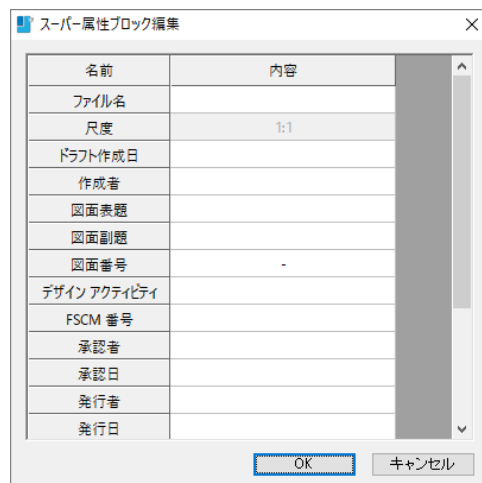 スーパー属性ブロック編集
名前 内容
ファイル名
尺度 1:1
ドラフト作成日
作成者
図面表題
図面副題
図面番号 -
デザイン アクティビティ
FSCM 番号
承認者
承認日
発行者
発行日
OK キャンセル